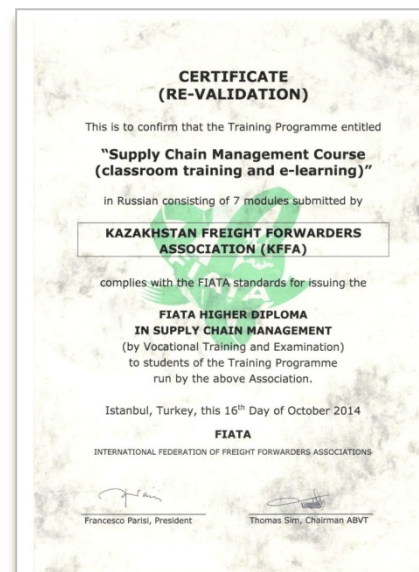 CERTIFICATE
(RE-VALIDATION)
This is to confirm that the Training Programme entitled
“Supply Chain Management Course
(classroom training and e-learning)”
in Russian consisting of 7 modules submitted by
KAZAKHSTAN FREIGHT FORWARDERS
ASSOCIATION (KFFA)
FIATA
complies with the FIATA standards for issuing the
FIATA HIGHER DIPLOMA
IN SUPPLY CHAIN MANAGEMENT
(by Vocational Training and Examination)
to students of the Training Programme
run by the above Association.
Istanbul, Turkey, this 16th Day of October 2014
FIATA
INTERNATIONAL FEDERATION OF FREIGHT FORWARDERS ASSOCIATIONS
Francesco Parisi, President
Thomas Sim, Chairman ABVT